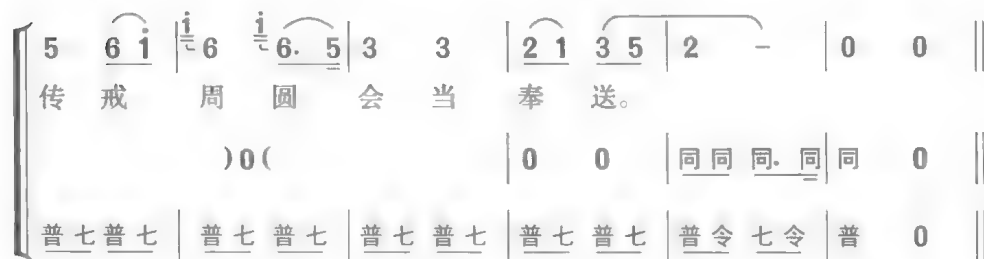 5 6 i | i 6 i 6. 5 | 3 3 | 2 1 3 5 | 2 - | 0 0 ‖
传 戒 周 圆 会 当 奉 送。
)0( | 0 0 | 同 同 同. 同 | 同 0 ‖
普 七 普 七 | 普 七 普 七 | 普 七 普 七 | 普 七 普 七 | 普 令 七 令 | 普 0 ‖